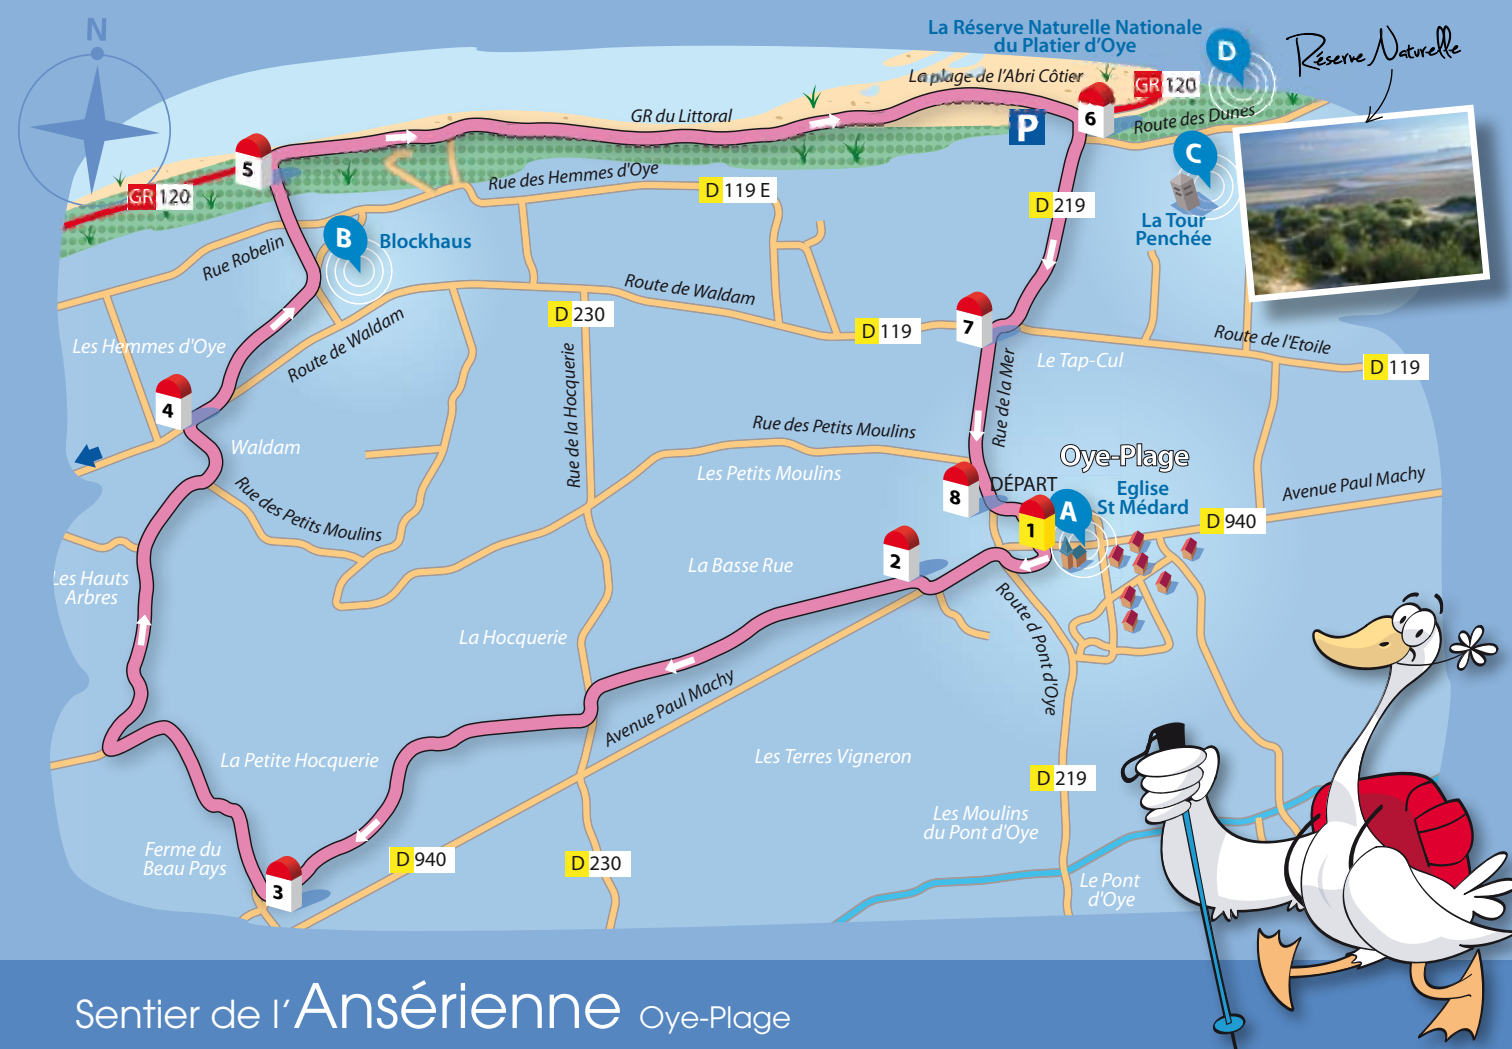 N
La Réserve Naturelle Nationale
du Platier d'Oye
D
Réserve Naturelle
La plage de l'Abri Côtier
GR 120
GR du Littoral
6
Route des Dunes
P
C
5
Rue des Hemmes d'Oye
D 119 E
GR 120
D 219
La Tour
Penchée
B
Blockhaus
Rue Robelin
Route de Waldam
D 230
7
D 119
Route de l'Etoile
Les Hemmes d'Oye
Route de Waldam
Le Tap-Cul
D 119
Rue de la Hocquerie
Rue de la Mer
4
Rue des Petits Moulins
Waldam
Oye-Plage
Les Petits Moulins
8
DÉPART
Eglise
St Médard
Avenue Paul Machy
Rue des Petits Moulins
1
A
D 940
2
La Basse Rue
Les Hauts
Arbres
La Hocquerie
Route d Pont d'Oye
Avenue Paul Machy
La Petite Hocquerie
Les Terres Vigneron
D 219
Les Moulins
du Pont d'Oye
Ferme du
Beau Pays
D 940
D 230
3
Le Pont
d'Oye
Sentier de l'Ansérienne Oye-Plage